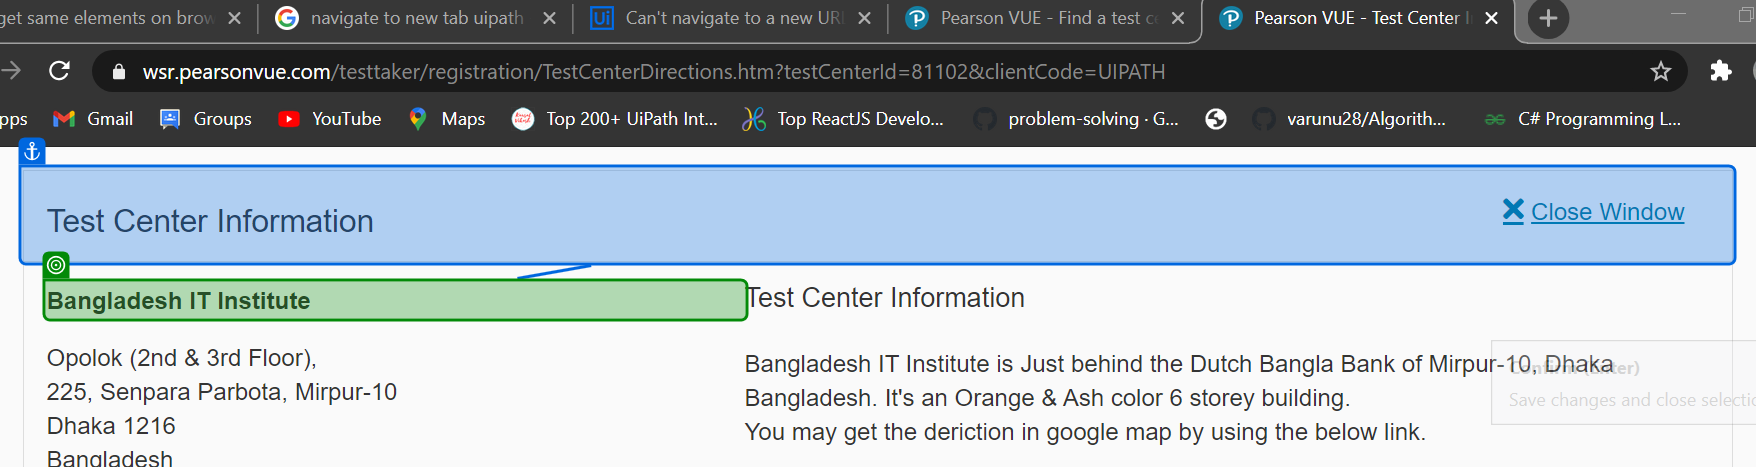 get same elements on brow
navigate to new tab uipath
Can't navigate to a new URL
Pearson VUE - Find a test ce
Pearson VUE - Test Center I
wsr.pearsonvue.com/testtaker/registration/TestCenterDirections.htm?testCenterId=81102&clientCode=UIPATH
pps
Gmail
Groups
YouTube
Maps
Top 200+ UiPath Int...
Top ReactJS Develo...
problem-solving · G...
varunu28/Algorith...
C# Programming L...
Test Center Information
Close Window
Bangladesh IT Institute
Opolok (2nd & 3rd Floor),
225, Senpara Parbota, Mirpur-10
Dhaka 1216
Bangladesh
Test Center Information
Bangladesh IT Institute is Just behind the Dutch Bangla Bank of Mirpur-10, Dhaka
Bangladesh. It's an Orange & Ash color 6 storey building.
You may get the deriction in google map by using the below link.
Confirm (Enter)
Save changes and close selectio